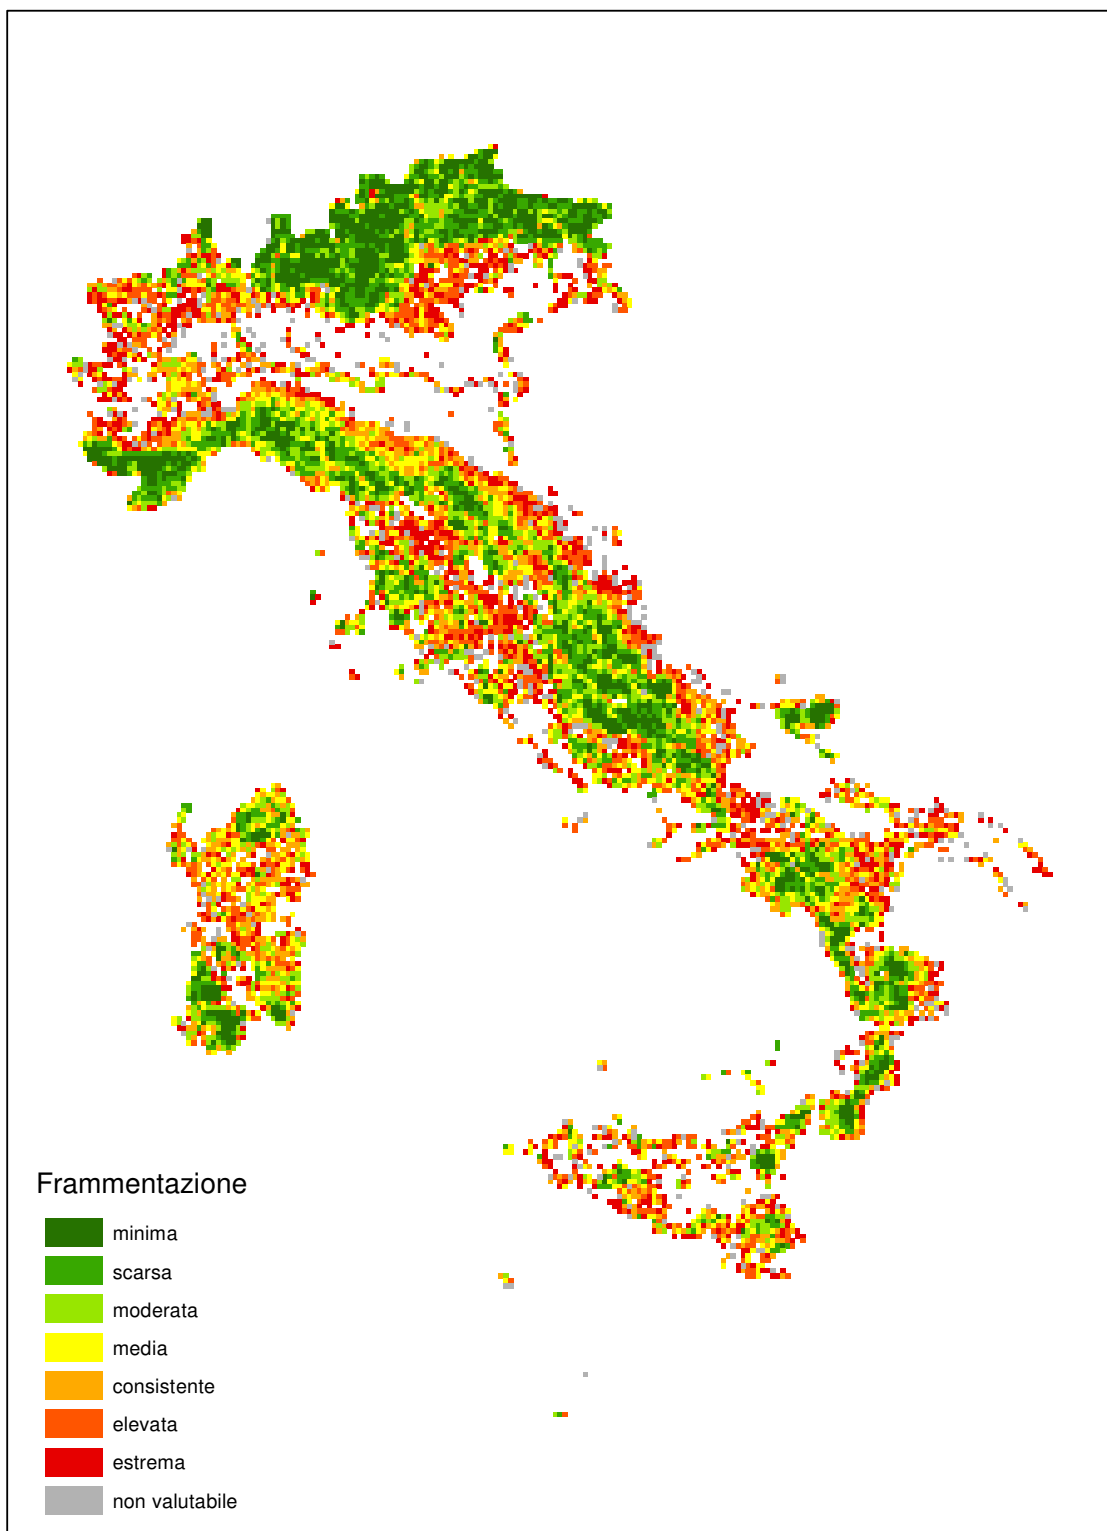 Frammentazione
minima
scarsa
moderata
media
consistente
elevata
estrema
non valutabile